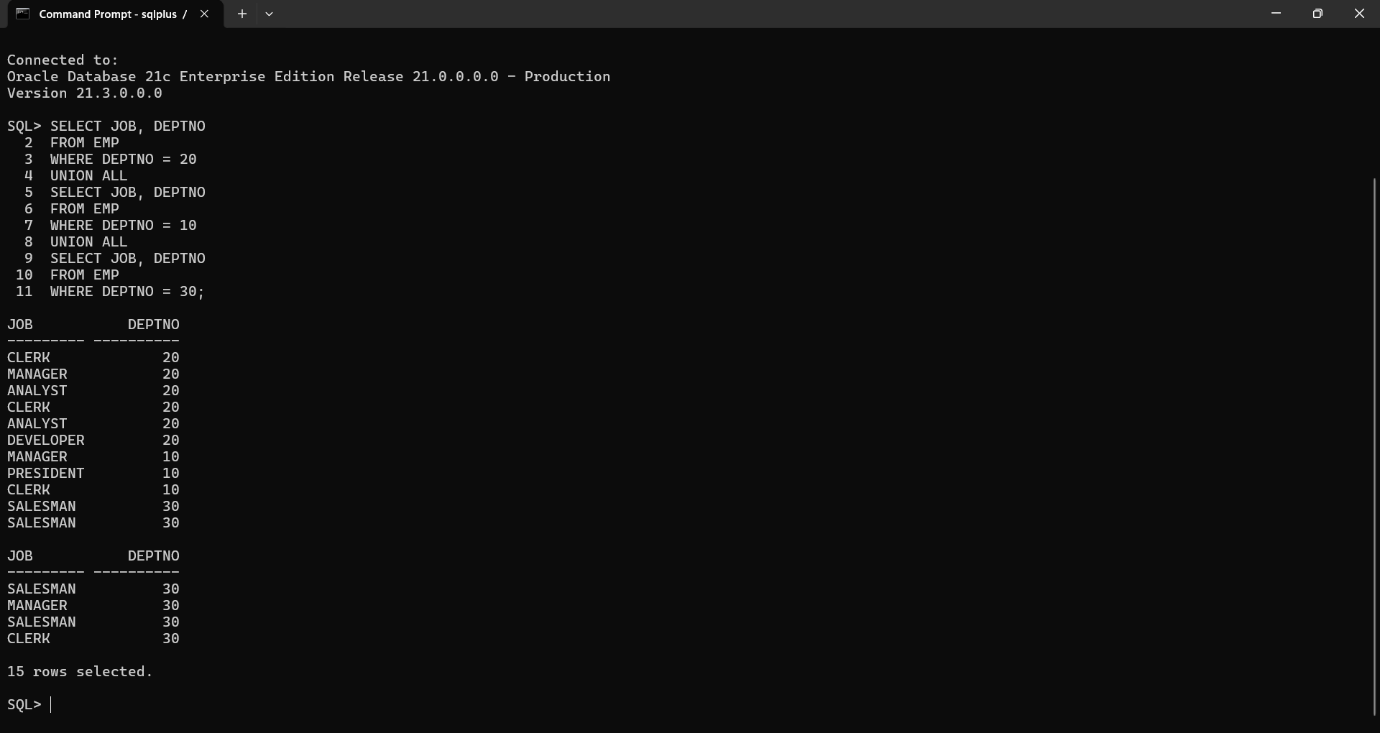 Command Prompt - sqlplus /
Connected to:
Oracle Database 21c Enterprise Edition Release 21.0.0.0.0 - Production
Version 21.3.0.0.0
SQL> SELECT JOB, DEPTNO
  2  FROM EMP
  3  WHERE DEPTNO = 20
  4  UNION ALL
  5  SELECT JOB, DEPTNO
  6  FROM EMP
  7  WHERE DEPTNO = 10
  8  UNION ALL
  9  SELECT JOB, DEPTNO
 10  FROM EMP
 11  WHERE DEPTNO = 30;
JOB           DEPTNO
--------- ----------
CLERK             20
MANAGER           20
ANALYST           20
CLERK             20
ANALYST           20
DEVELOPER         20
MANAGER           10
PRESIDENT         10
CLERK             10
SALESMAN          30
SALESMAN          30
JOB           DEPTNO
--------- ----------
SALESMAN          30
MANAGER           30
SALESMAN          30
CLERK             30
15 rows selected.
SQL>